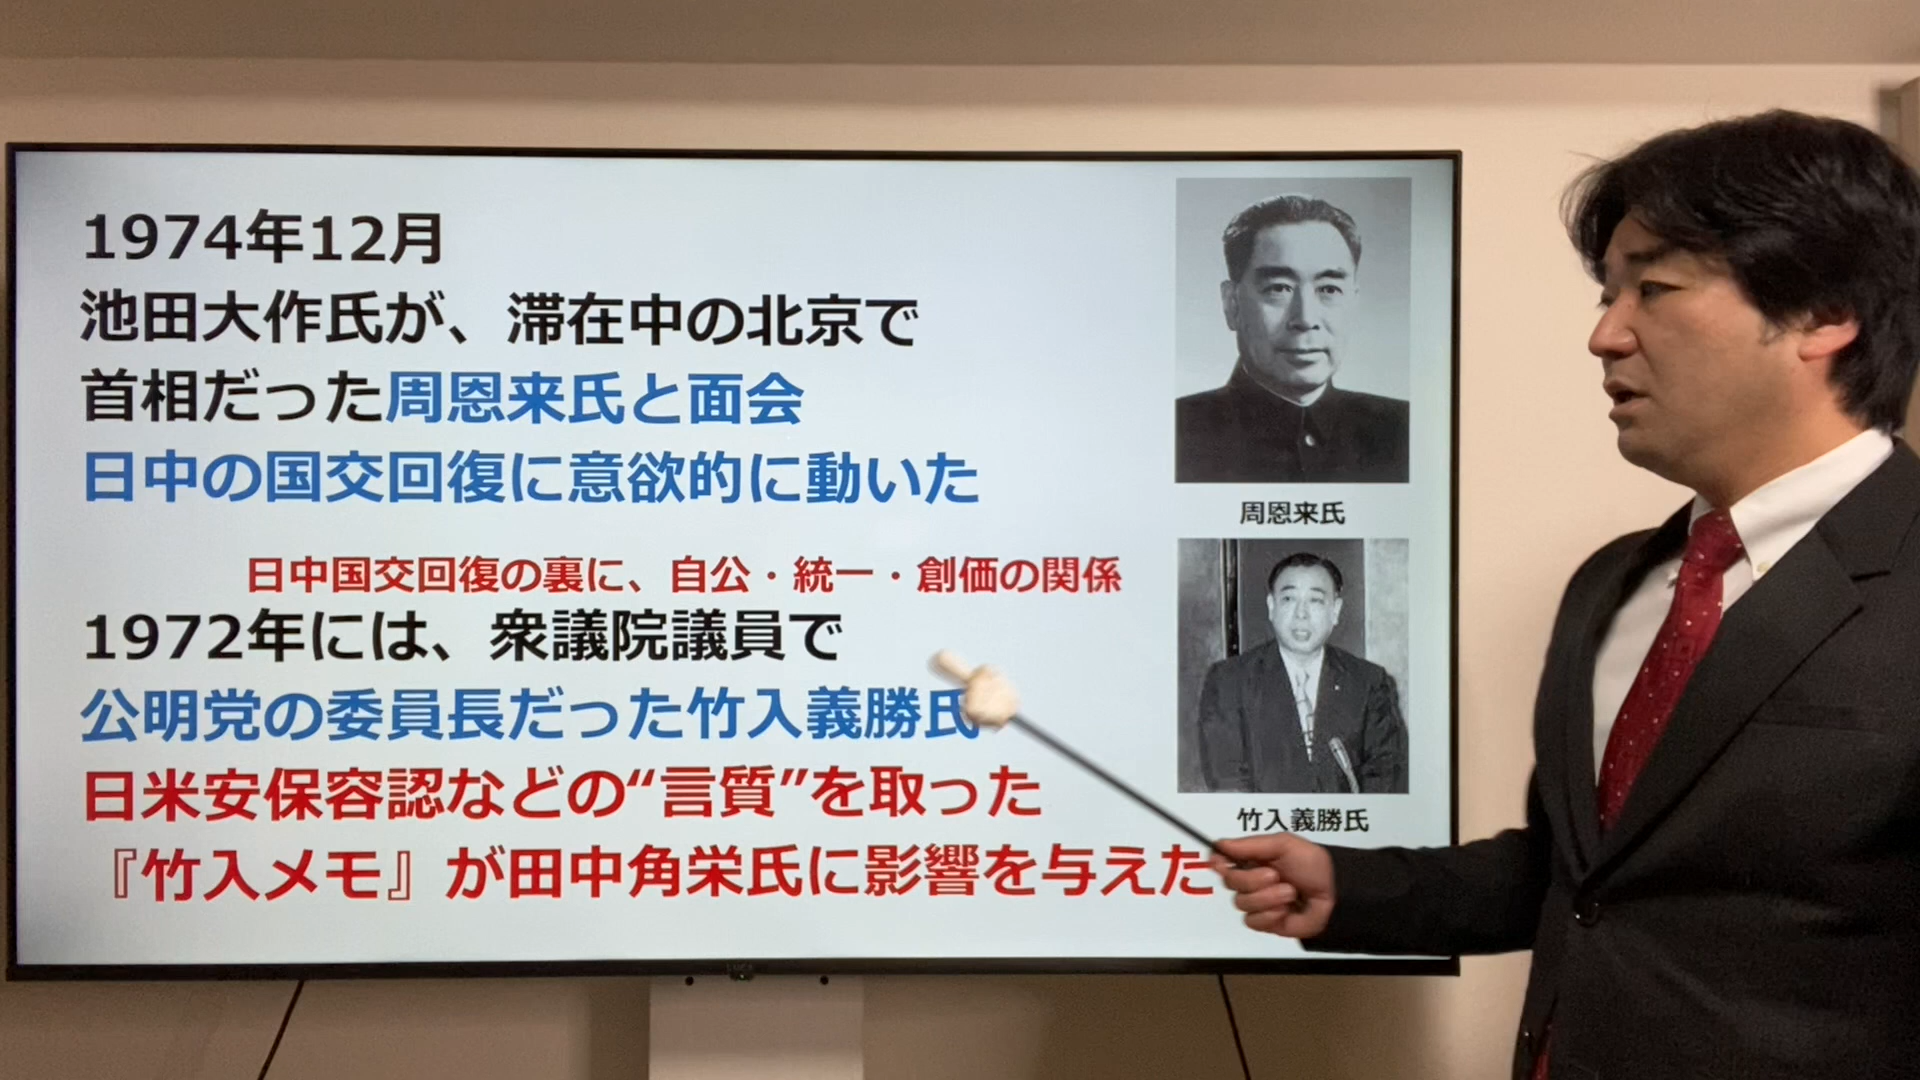 1974年12月
池田大作氏が、滞在中の北京で
首相だった周恩来氏と面会
日中の国交回復に意欲的に動いた
周恩来氏
日中国交回復の裏に、自公・統一・創価の関係
1972年には、衆議院議員で
公明党の委員長だった竹入義勝氏
日米安保容認などの“言質”を取った
『竹入メモ』が田中角栄氏に影響を与えた
竹入義勝氏